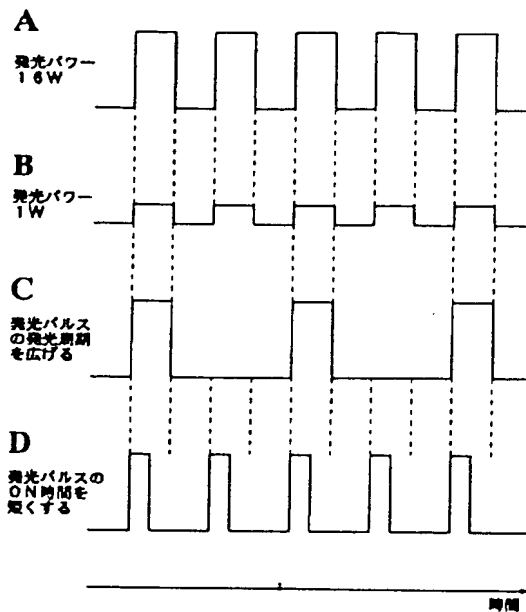 A
発光パワー
16W
B
発光パワー
1W
C
発光パルス
の発光周期
を広げる
D
発光パルスの
ON時間を
短くする
時間